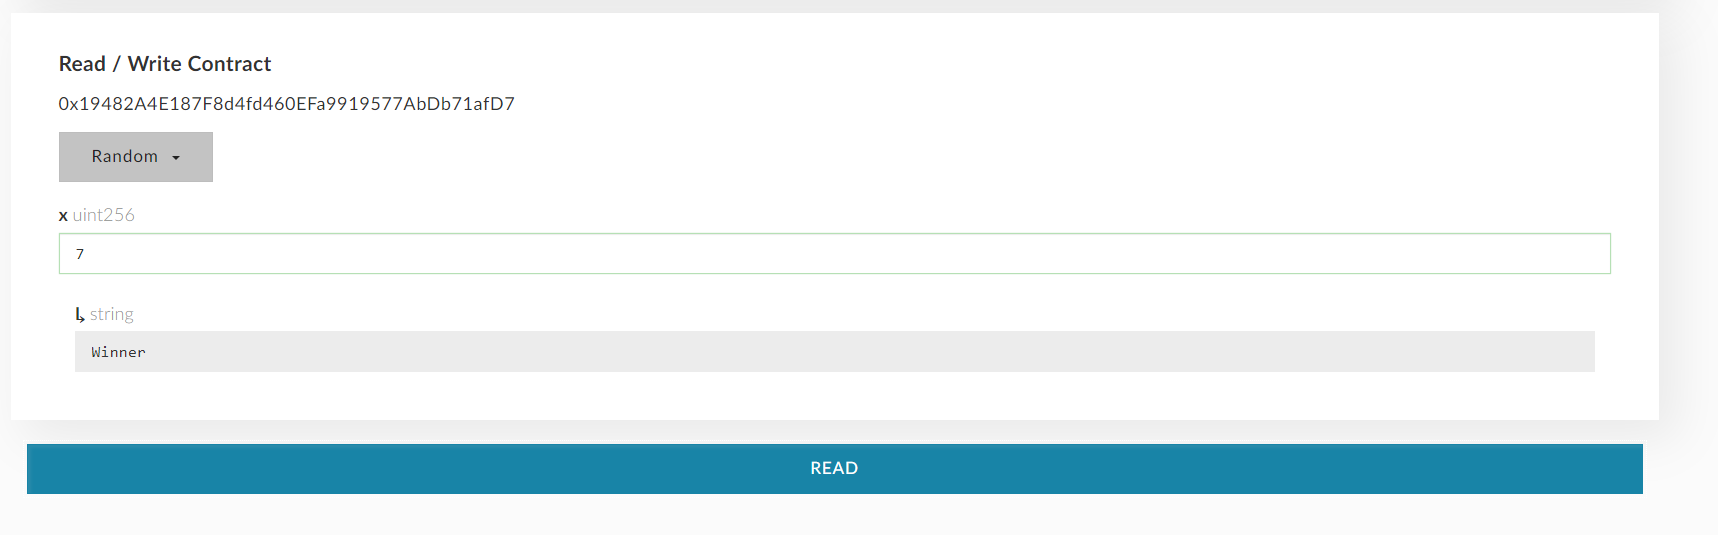 Read / Write Contract
0x19482A4E187F8d4fd460EFa9919577AbDb71afD7
Random
x uint256
7
string
Winner
READ